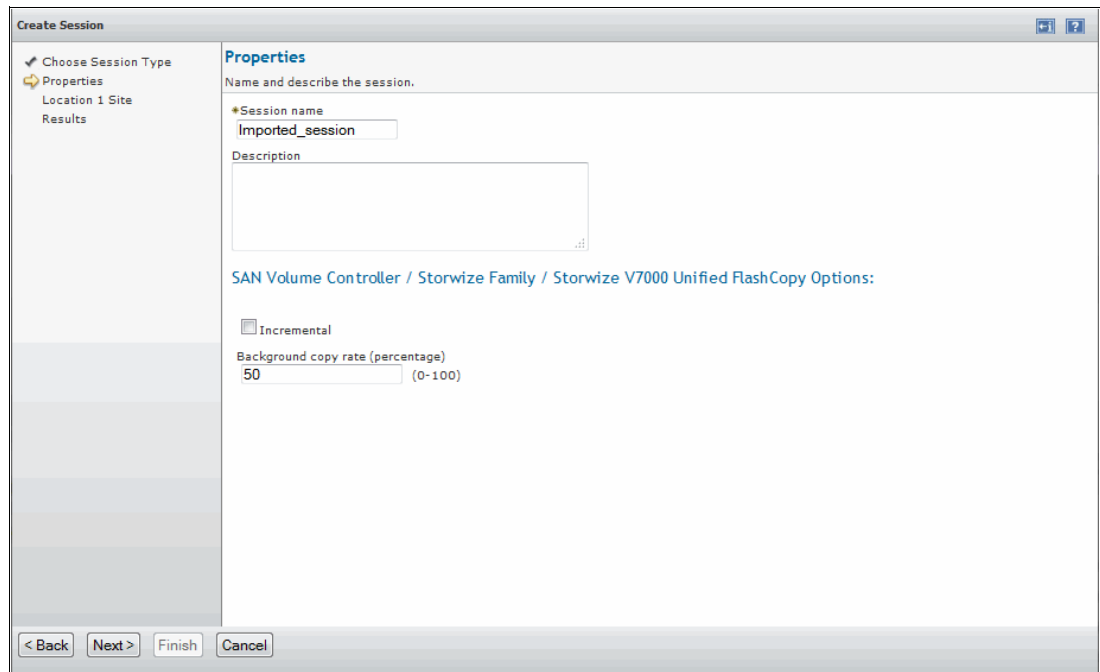 Create Session
?
Choose Session Type
Properties
Location 1 Site
Results
Properties
Name and describe the session.
*Session name
Imported_session
Description
SAN Volume Controller / Storwize Family / Storwize V7000 Unified FlashCopy Options:
Incremental
Background copy rate (percentage)
50 (0-100)
< Back Next > Finish Cancel